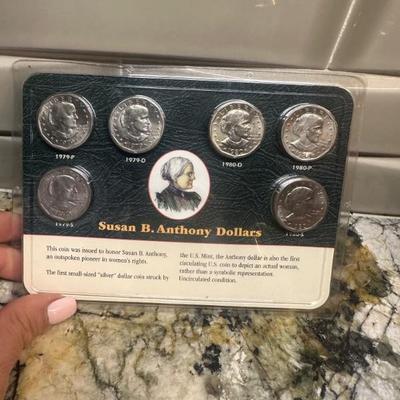 1979-P
1979-D
1980-D
1980-P
1979-S
Susan B. Anthony Dollars
This coin was issued to honor Susan B. Anthony,
an outspoken pioneer in women's rights.
The first small-sized "silver" dollar coin struck by
the U.S. Mint, the Anthony dollar is also the first
circulating U.S. coin to depict an actual woman,
rather than a symbolic representation.
Uncirculated condition.